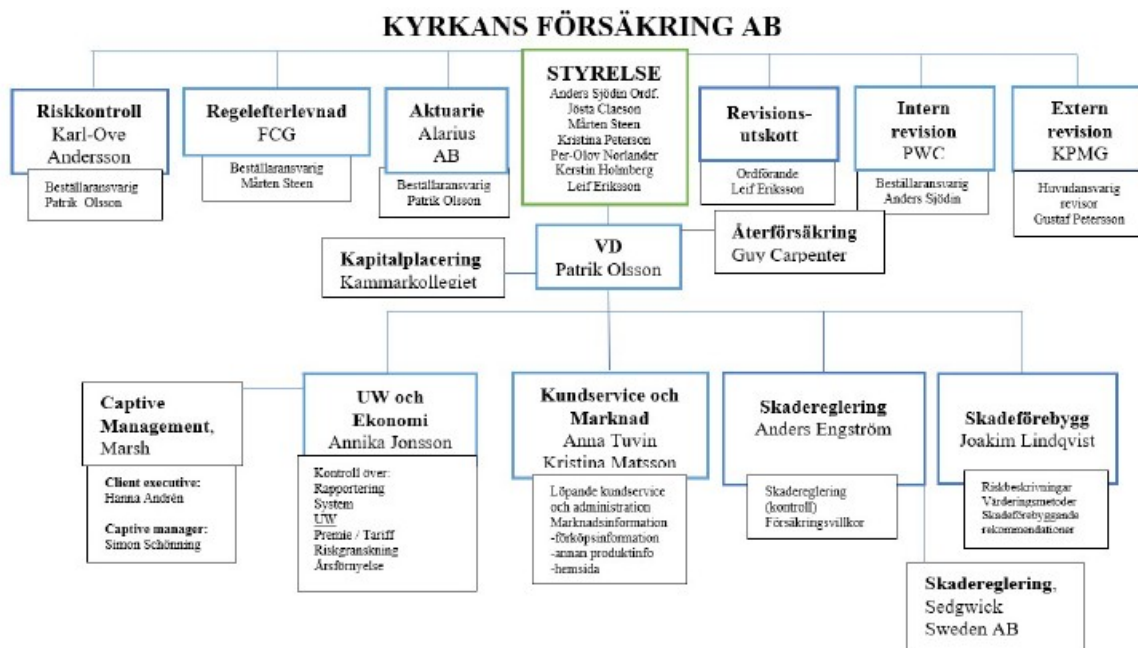 KYRKANS FÖRSÄKRING AB
Riskkontroll
Karl-Ove
Andersson
Beställaransvarig
Patrik Olsson
Regelefterlevnad
FCG
Beställaransvarig
Mårten Steen
Aktuarie
Alarius
AB
Beställaransvarig
Patrik Olsson
STYRELSE
Anders Sjödin Ordf.
Jösta Claeson
Mårten Steen
Kristina Peterson
Per-Olov Norlander
Kerstin Holmberg
Leif Eriksson
Revisions-
utskott
Ordförande
Leif Eriksson
Intern
revision
PWC
Beställaransvarig
Anders Sjödin
Extern
revision
KPMG
Huvudansvarig
revisor
Gustaf Petersson
Kapitalplacering
Kammarkollegiet
VD
Patrik Olsson
Återförsäkring
Guy Carpenter
Captive
Management,
Marsh
Client executive:
Hanna Andrén
Captive manager:
Simon Schönning
UW och
Ekonomi
Annika Jonsson
Kontroll över:
Rapportering
System
UW
Premie / Tariff
Riskgranskning
Årsförnyelse
Kundservice och
Marknad
Anna Tuvin
Kristina Matsson
Löpande kundservice
och administration
Marknadsinformation
-förköpsinformation
-annan produktinfo
-hemsida
Skadereglering
Anders Engström
Skadereglering
(kontroll)
Försäkringsvillkor
Skadeförebygg
Joakim Lindqvist
Riskbeskrivningar
Värderingsmetoder
Skadeförebyggande
rekommendationer
Skadereglering,
Sedgwick
Sweden AB